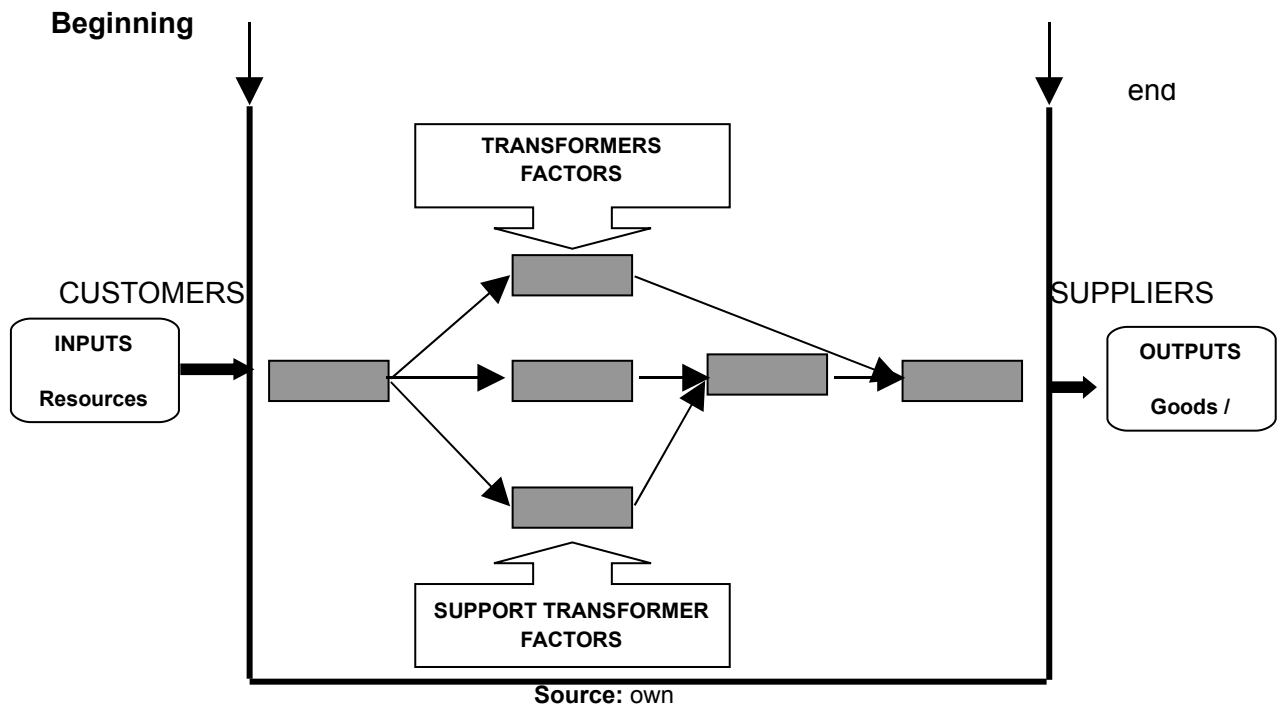 Beginning
end
TRANSFORMERS
FACTORS
CUSTOMERS
SUPPLIERS
INPUTS
Resources
OUTPUTS
Goods /
SUPPORT TRANSFORMER
FACTORS
Source: own